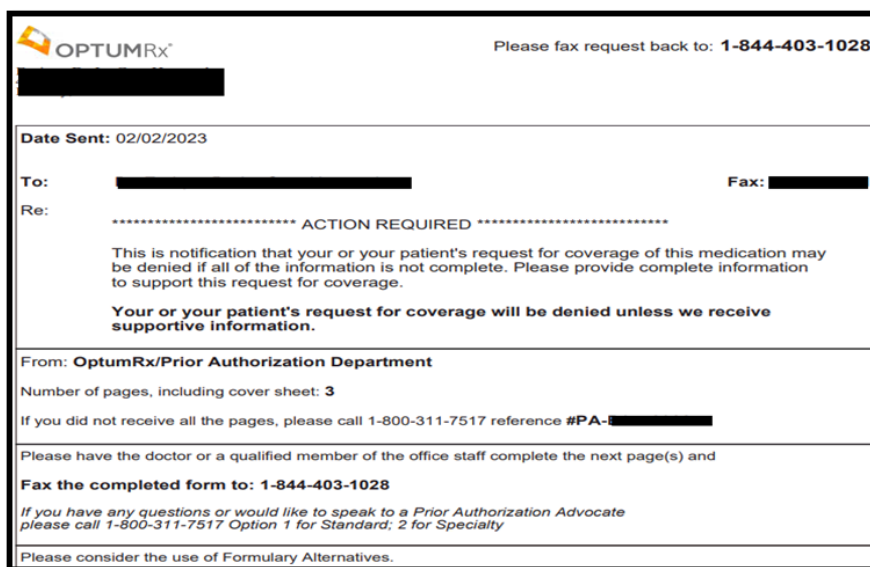 OPTUMRx®
Please fax request back to: 1-844-403-1028
Date Sent: 02/02/2023
To:
Fax:
Re:
************************** ACTION REQUIRED ***************************
This is notification that your or your patient's request for coverage of this medication may
be denied if all of the information is not complete. Please provide complete information
to support this request for coverage.
Your or your patient's request for coverage will be denied unless we receive
supportive information.
From: OptumRx/Prior Authorization Department
Number of pages, including cover sheet: 3
If you did not receive all the pages, please call 1-800-311-7517 reference #PA-
Please have the doctor or a qualified member of the office staff complete the next page(s) and
Fax the completed form to: 1-844-403-1028
If you have any questions or would like to speak to a Prior Authorization Advocate
please call 1-800-311-7517 Option 1 for Standard; 2 for Specialty
Please consider the use of Formulary Alternatives.